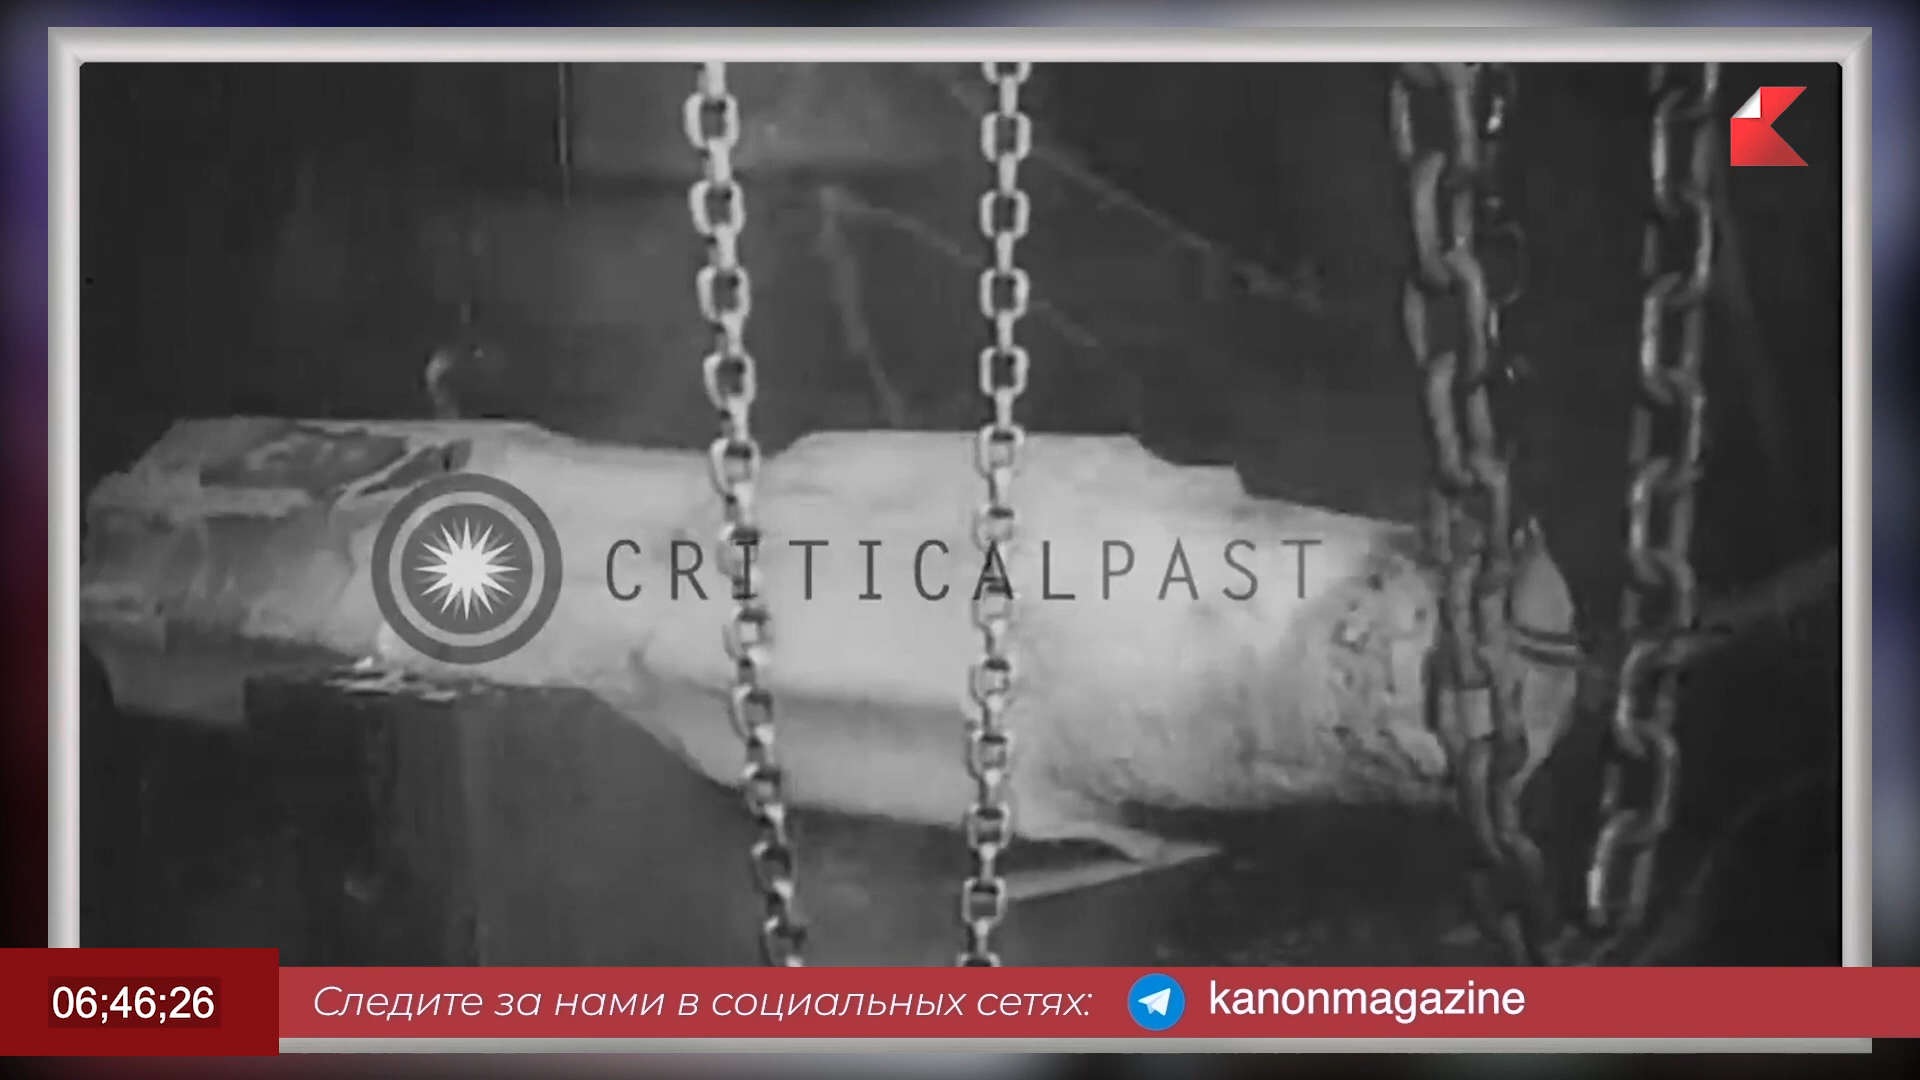 CRITICALPAST
06;46;26
Следите за нами в социальных сетях:
kanonmagazine